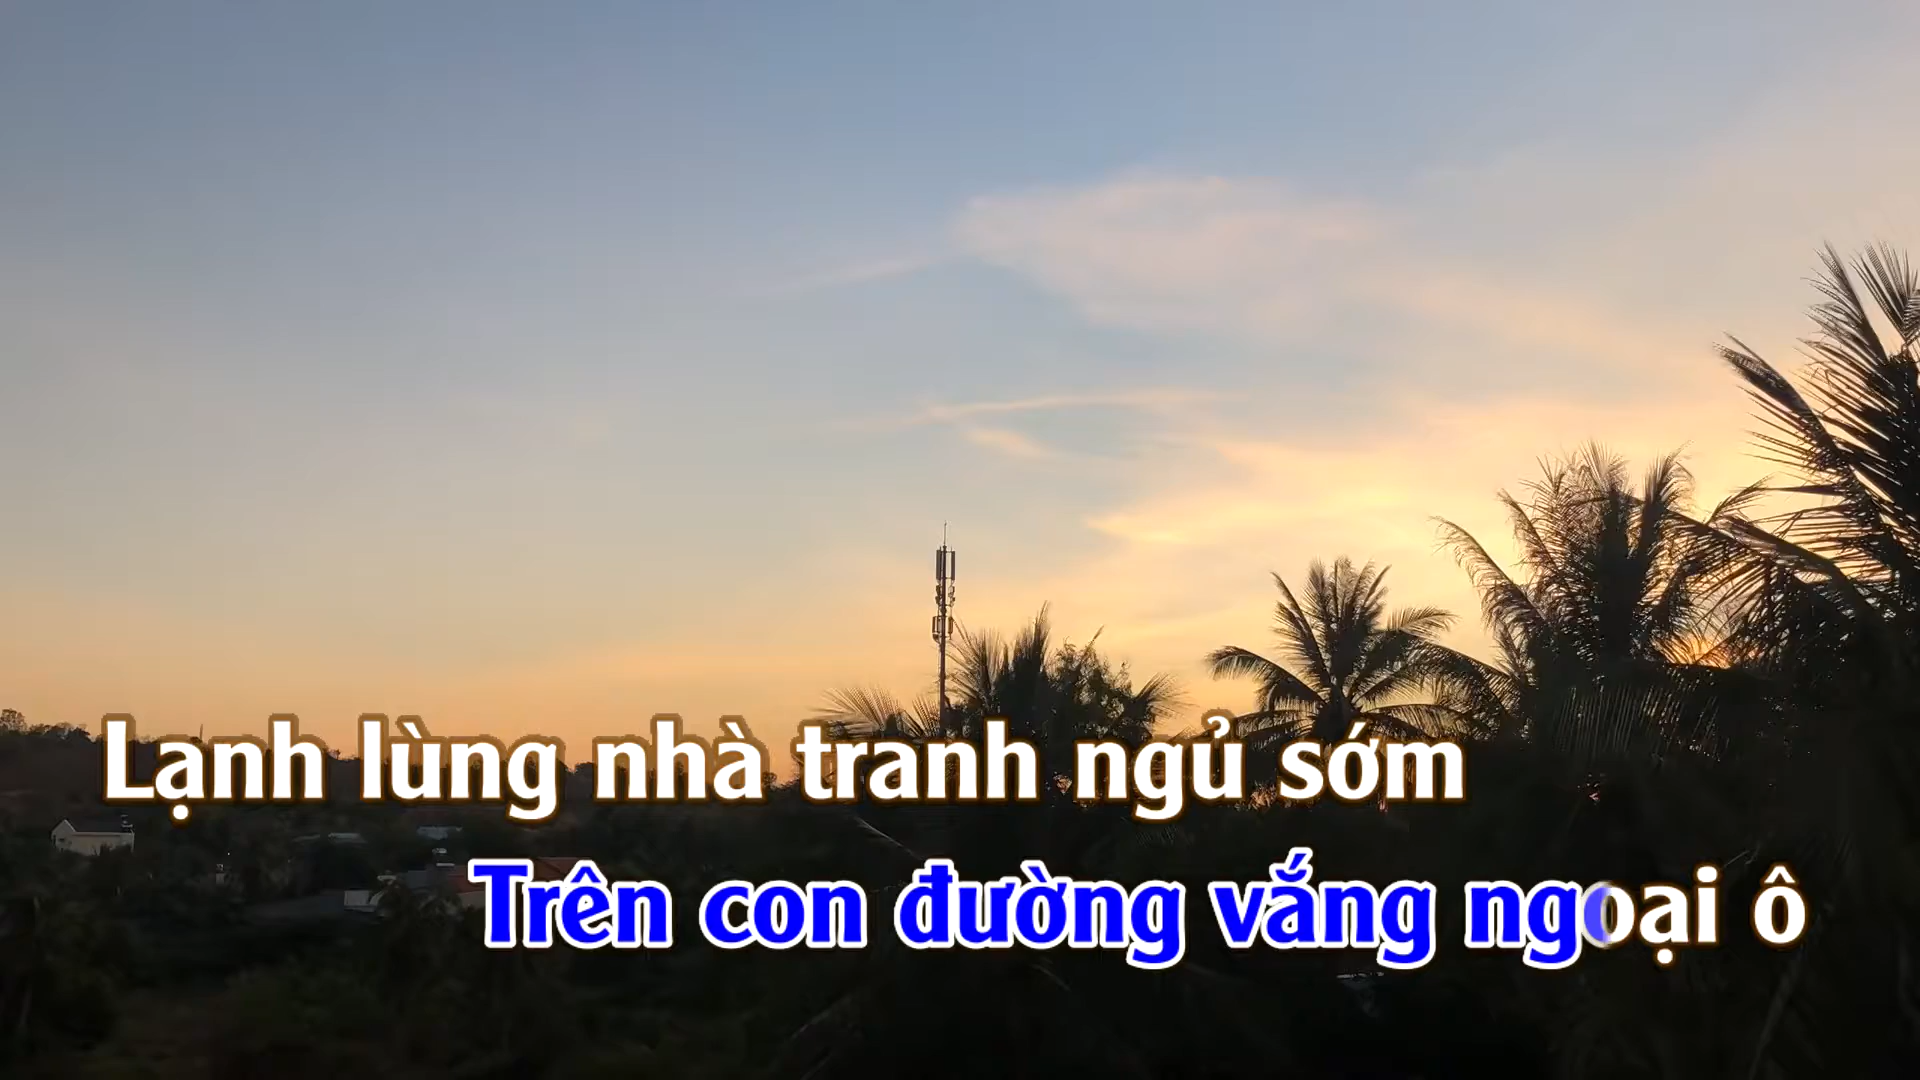 Lạnh lùng nhà tranh ngủ sớm
Trên con đường vắng ngoại ô